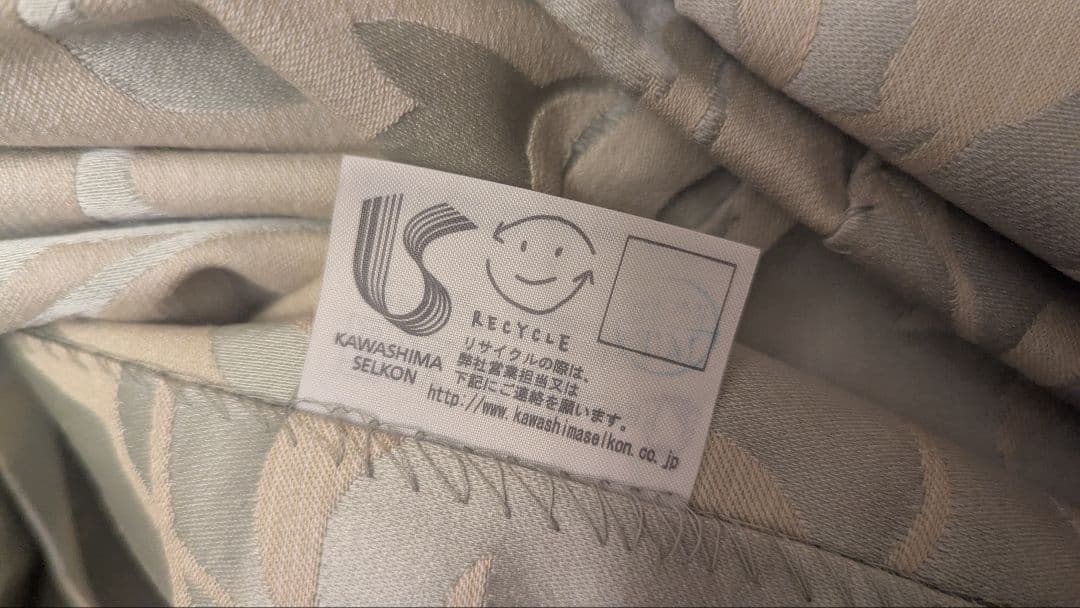 RECYCLE
KAWASHIMA
SELKON
リサイクルの際は、
弊社営業担当又は
下記にご連絡を願います。
http://www.kawashimaselkon.co.jp